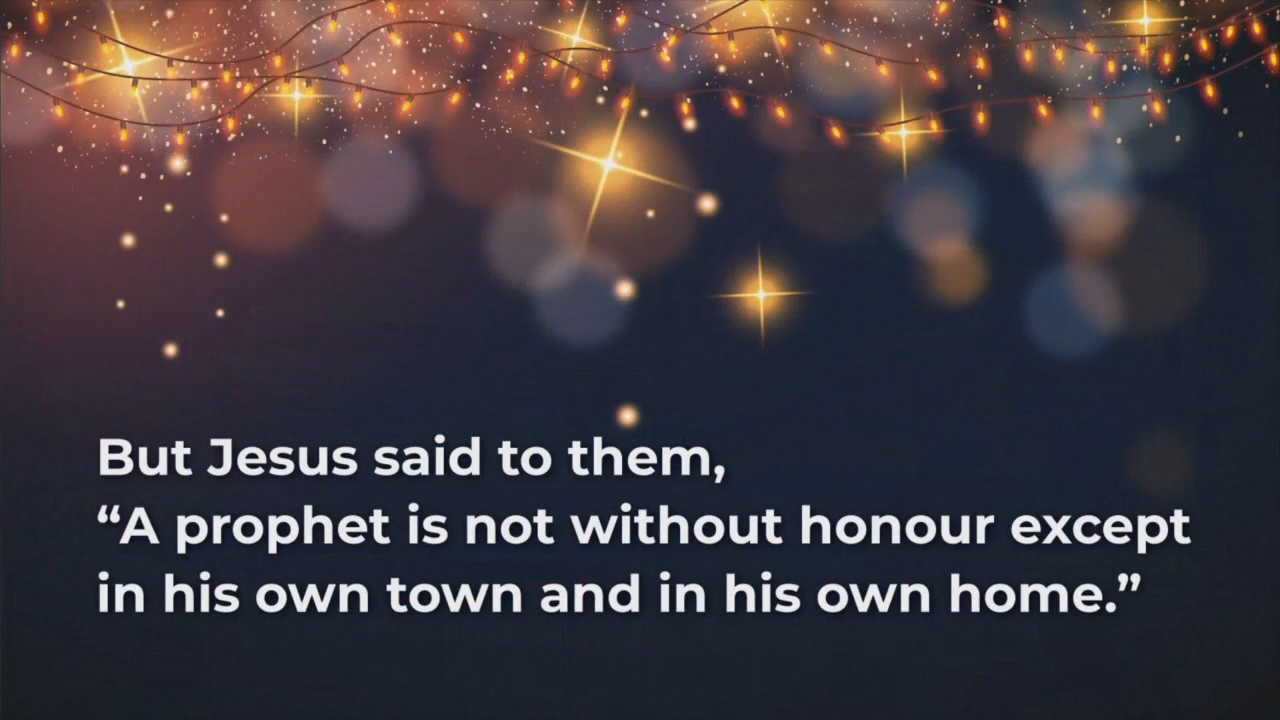 But Jesus said to them,
“A prophet is not without honour except
in his own town and in his own home.”